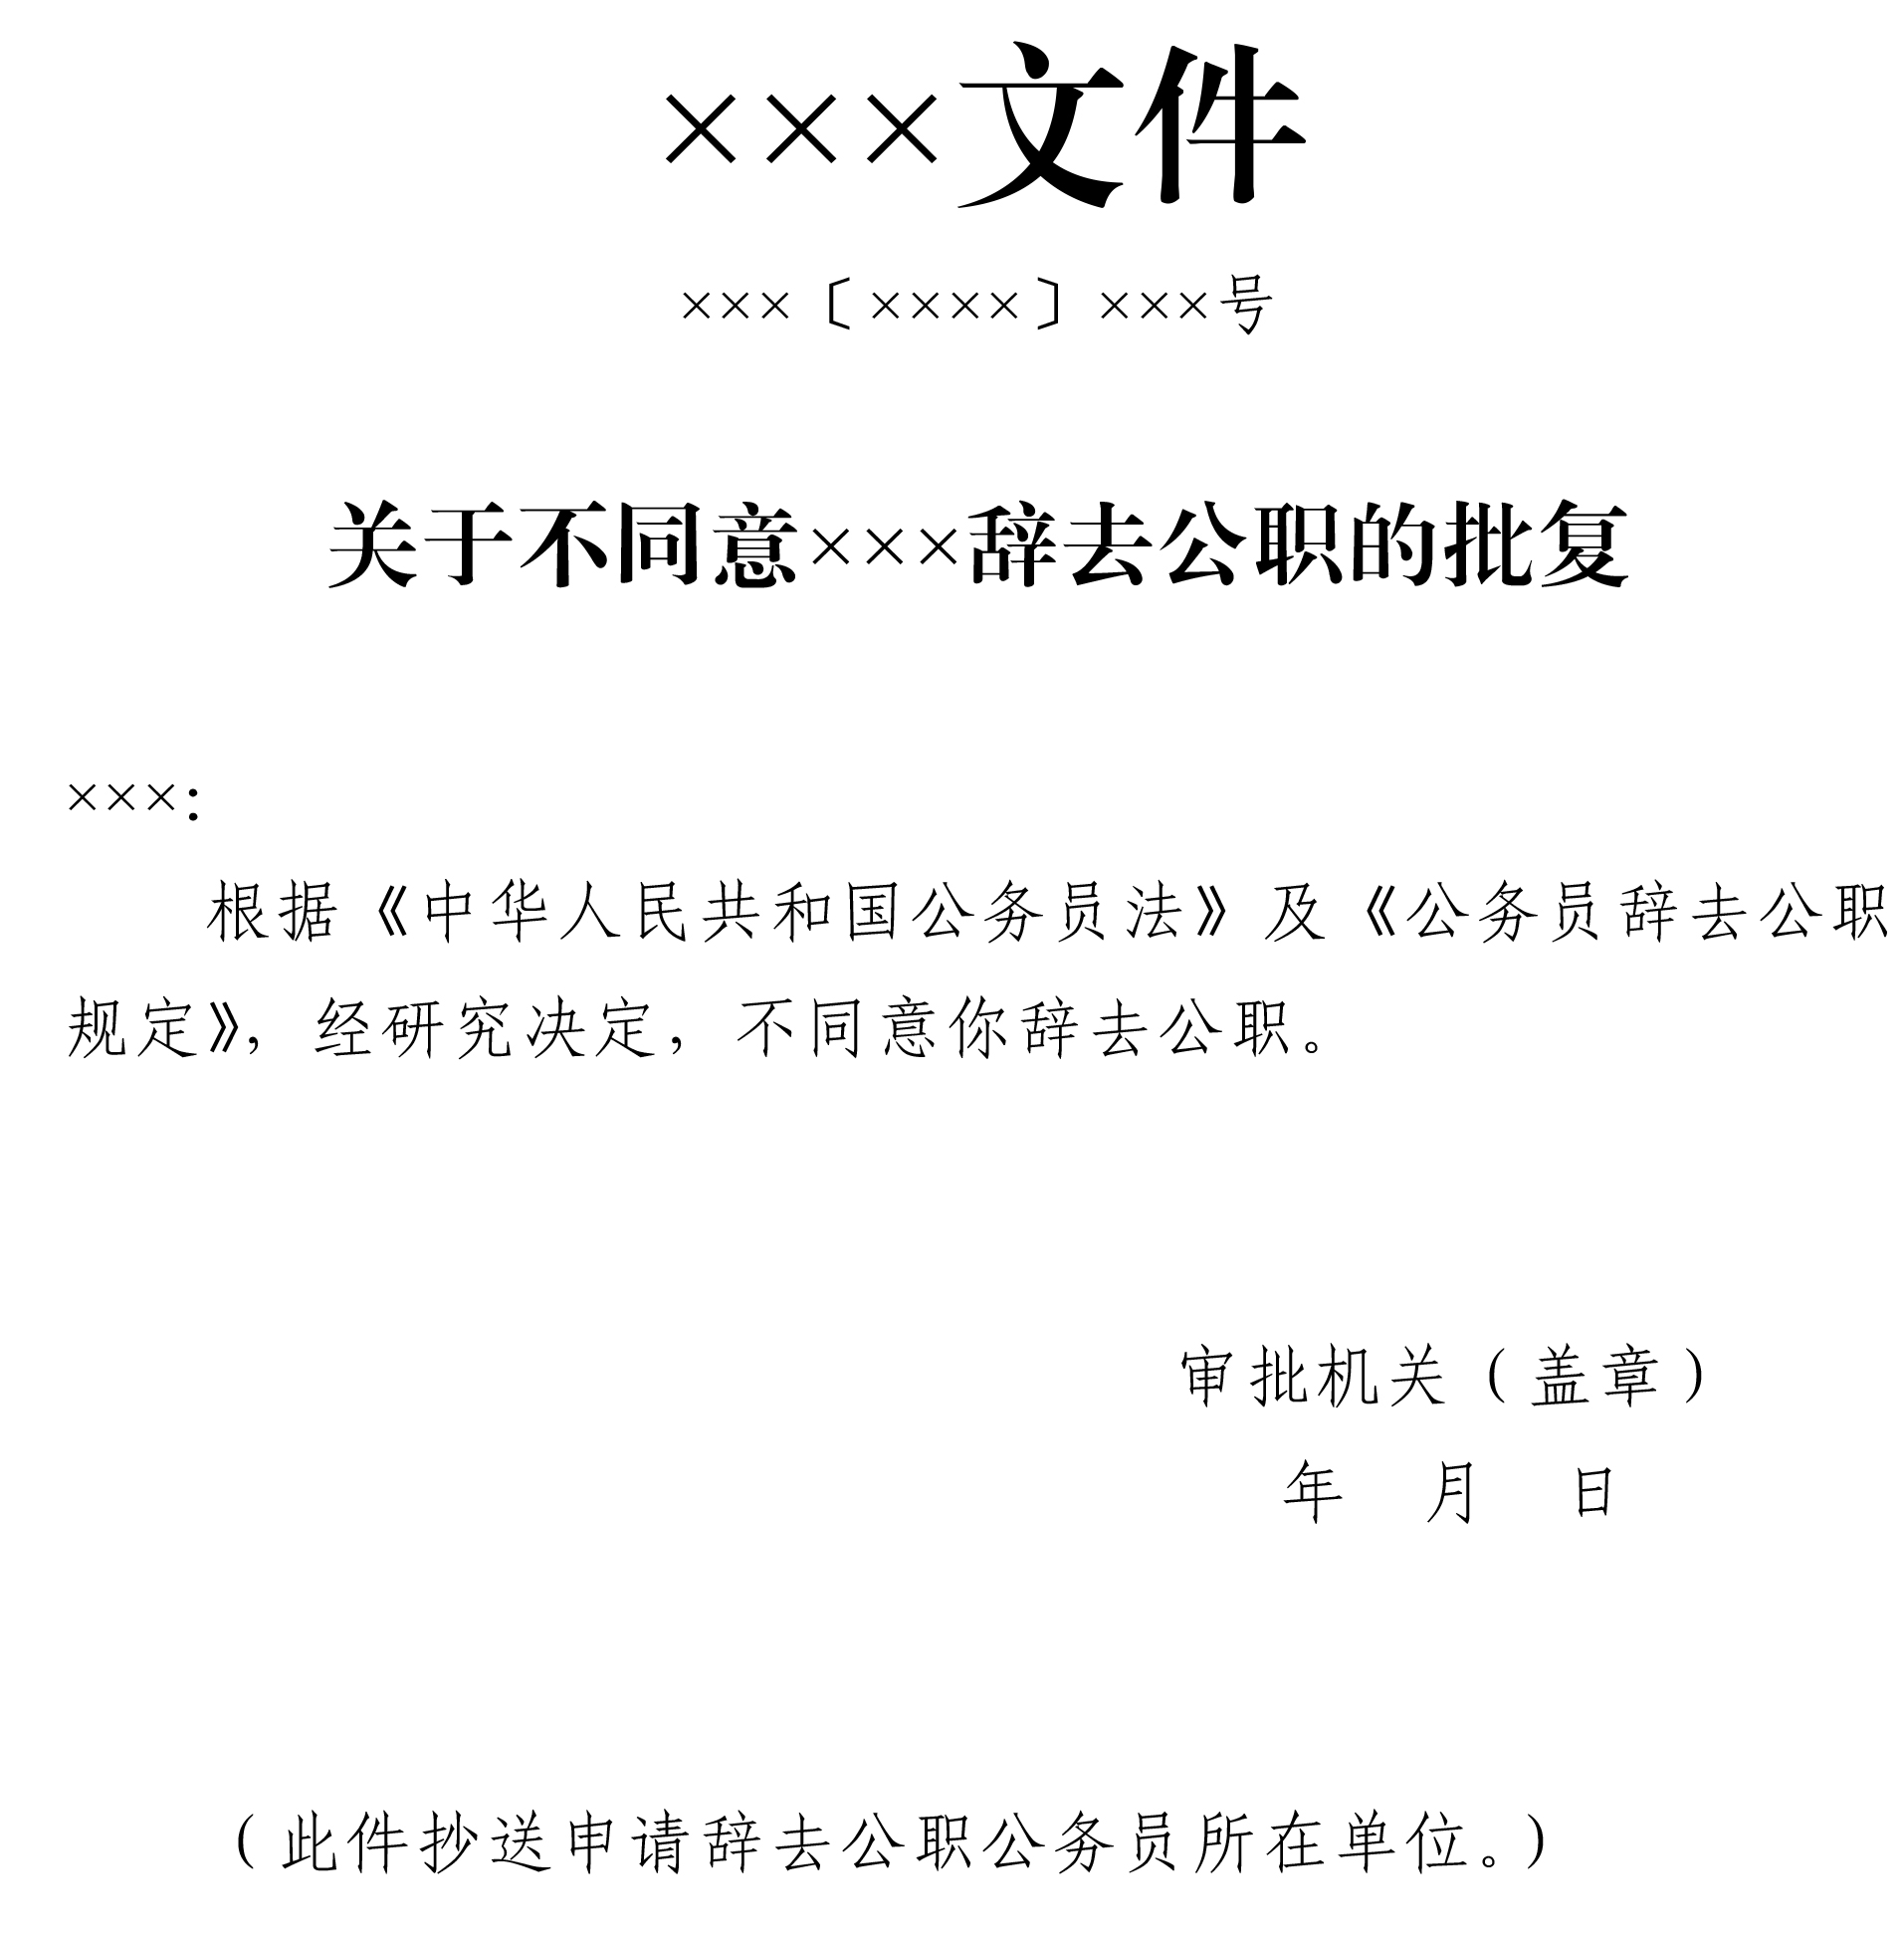 ×××文件
×××〔××××〕×××号
关于不同意×××辞去公职的批复
×××：
根据《中华人民共和国公务员法》及《公务员辞去公职
规定》，经研究决定，不同意你辞去公职。
审批机关（盖章）
年 月 日
（此件抄送申请辞去公职公务员所在单位。）